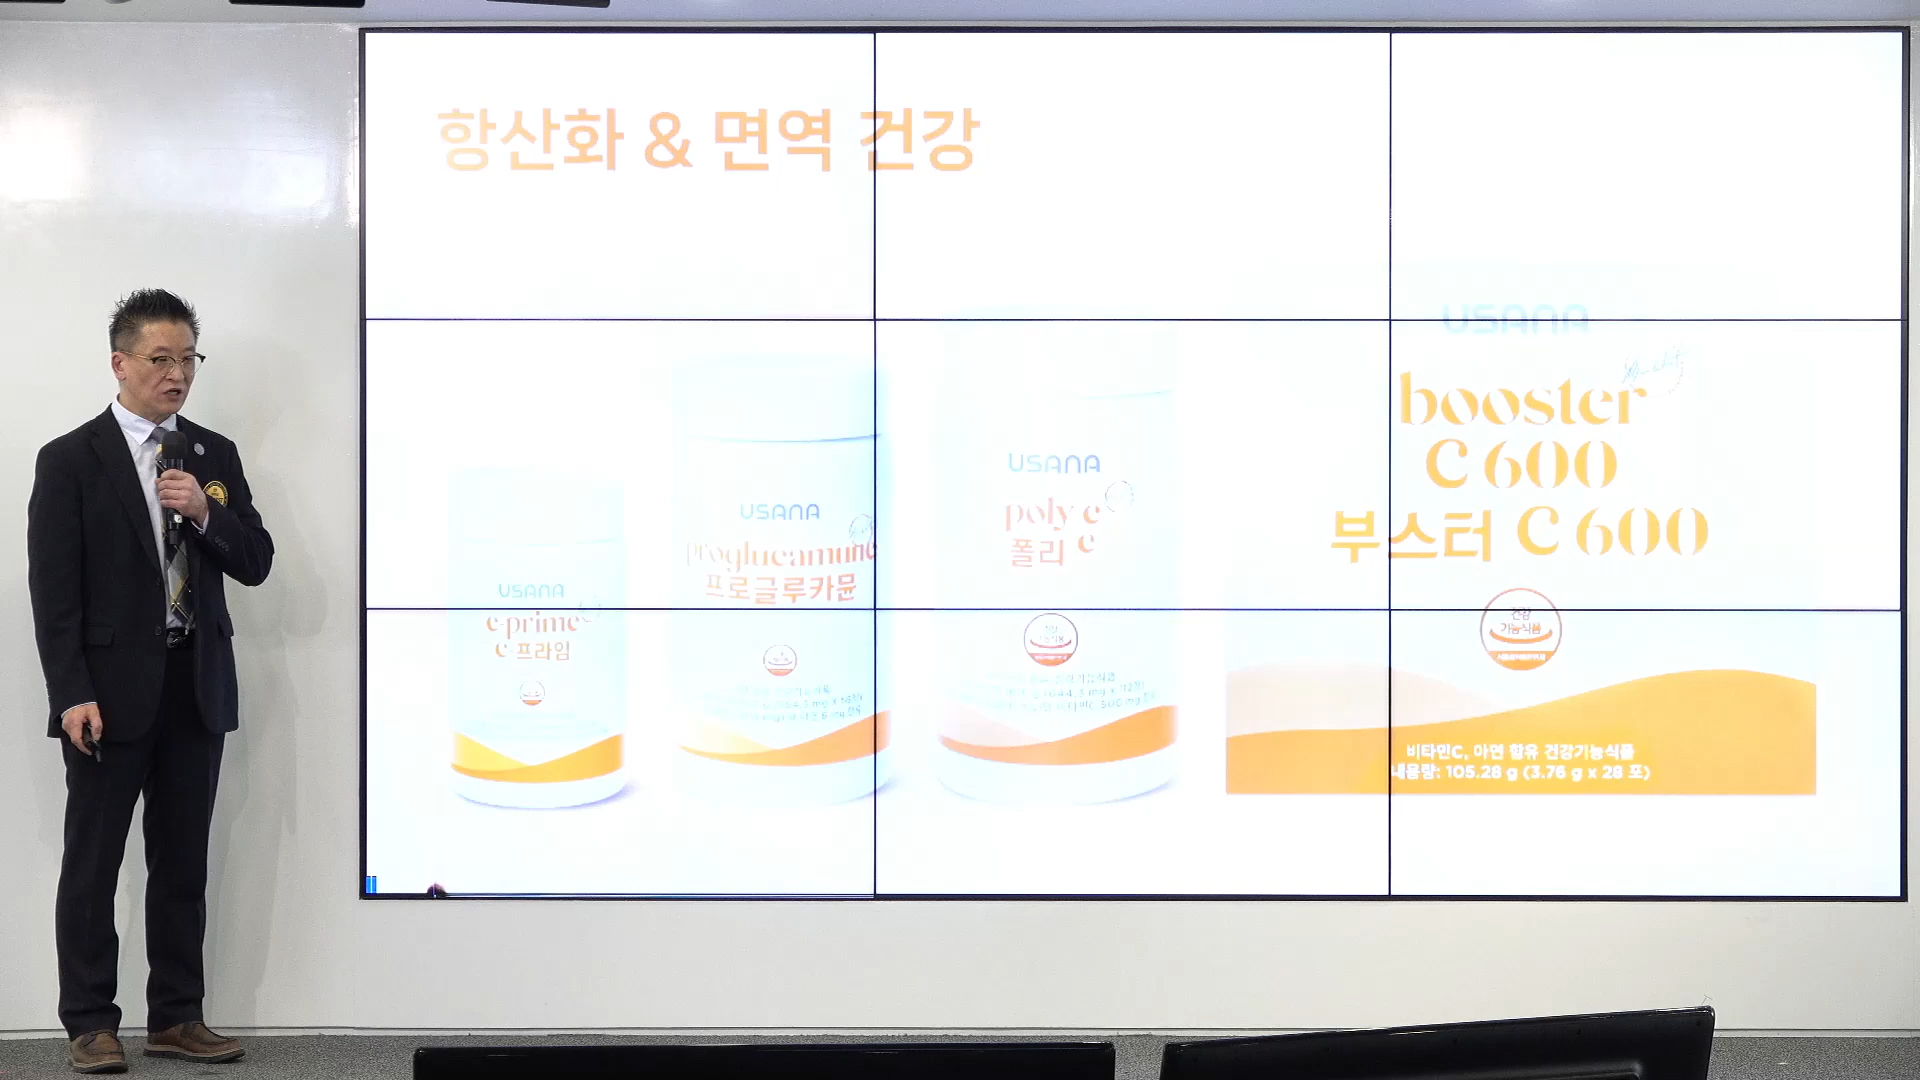 항산화 & 면역 건강
USANA
e-prime
e-프라임
USANA
proglucamune
프로글루카뮨
USANA
poly c
폴리 c
USANA
booster
C 600
부스터 C 600
건강
기능식품
비타민C, 아연 함유 건강기능식품
내용량: 105.28 g (3.76 g x 28 포)